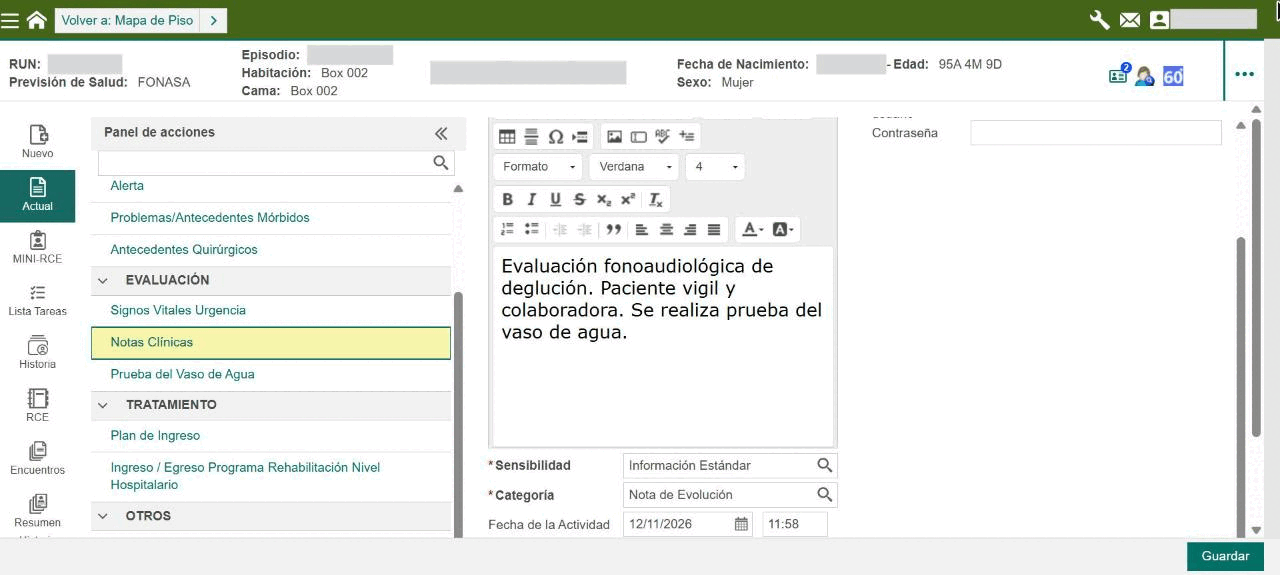 Volver a: Mapa de Piso
RUN:
Previsión de Salud: FONASA
Episodio:
Habitación: Box 002
Cama: Box 002
Fecha de Nacimiento: - Edad: 95A 4M 9D
Sexo: Mujer
2
60
Nuevo
Actual
MINI-RCE
Lista Tareas
Historia
RCE
Encuentros
Resumen
Panel de acciones
Alerta
Problemas/Antecedentes Mórbidos
Antecedentes Quirúrgicos
EVALUACIÓN
Signos Vitales Urgencia
Notas Clínicas
Prueba del Vaso de Agua
TRATAMIENTO
Plan de Ingreso
Ingreso / Egreso Programa Rehabilitación Nivel
Hospitalario
OTROS
Formato
Verdana
4
Evaluación fonoaudiológica de
deglución. Paciente vigil y
colaboradora. Se realiza prueba del
vaso de agua.
*Sensibilidad Información Estándar
*Categoría Nota de Evolución
Fecha de la Actividad 12/11/2026 11:58
Contraseña
Guardar